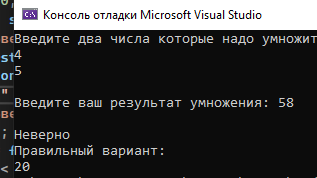 Консоль отладки Microsoft Visual Studio
Введите два числа которые надо умножит
4
5
Введите ваш результат умножения: 58
Неверно
Правильный вариант:
20